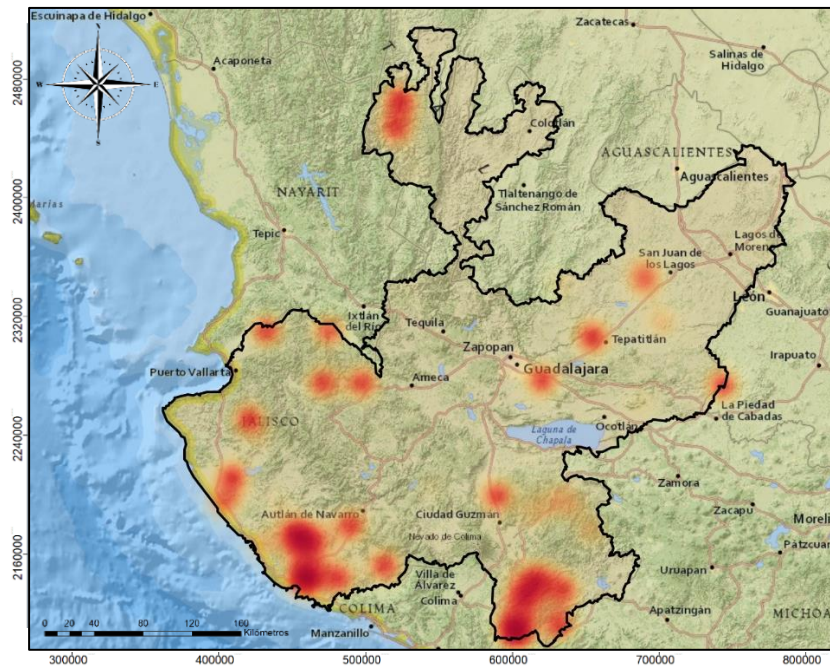 Escuinapa de Hidalgo
Zacatecas
N
Acaponeta
Salinas de
Hidalgo
2480000
W
E
S
Colotlán
AGUASCALIENTES
Aguascalientes
NAYARIT
Tlaltenango de
Sánchez Román
2400000
Tepic
Lagos de
Moreno
San Juan de
los Lagos
León
Ixtlán
del Río
Tequila
Guanajuato
2320000
Zapopan
Tepatitlán
Guadalajara
Irapuato
Puerto Vallarta
Ameca
La Piedad
de Cabadas
JALISCO
Ocotlán
Laguna de
Chapala
2240000
Zamora
Zacapu
Autlán de Navarro
Ciudad Guzmán
Moreli
Nevado de Colima
Pátzcuar
2160000
Villa de
Álvarez
Colima
Uruapan
COLIMA
Apatzingán
MICHOA
Manzanillo
0 20 40 80 120 160
Kilómetros
300000 400000 500000 600000 700000 800000